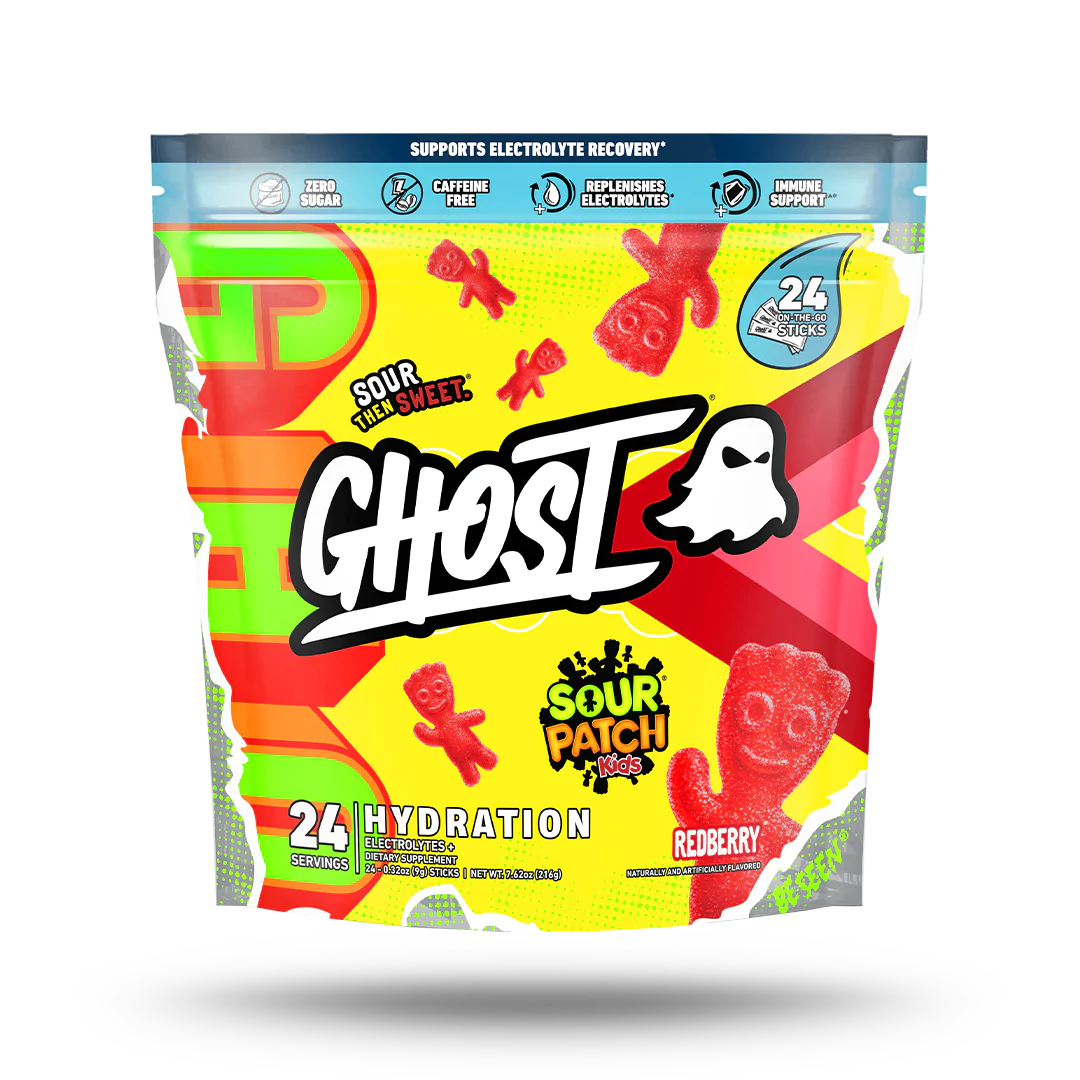 SUPPORTS ELECTROLYTE RECOVERY*
ZERO
SUGAR
CAFFEINE
FREE
REPLENISHES
ELECTROLYTES*
IMMUNE
SUPPORT
24
ON-THE-GO
STICKS
SOUR
THEN SWEET.®
GHOST®
GHO
SOUR
PATCH
Kids
24
SERVINGS
HYDRATION
ELECTROLYTES +
DIETARY SUPPLEMENT
24 - 0.32oz (9g) STICKS | NET WT. 7.62oz (216g)
REDBERRY
NATURALLY AND ARTIFICIALLY FLAVORED
BE SEEN®